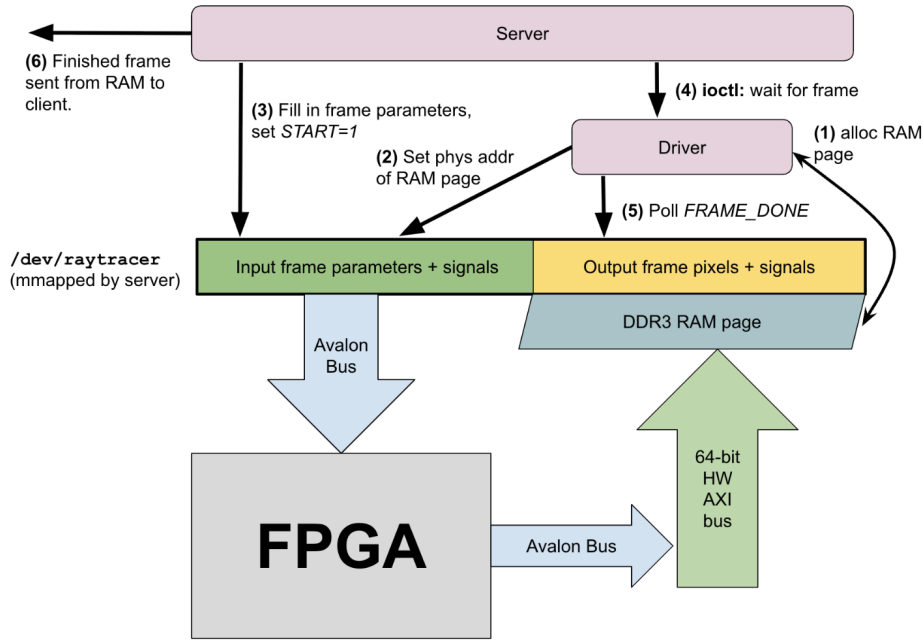 Server
(6) Finished frame
sent from RAM to
client.
(3) Fill in frame parameters,
set START=1
(4) ioctl: wait for frame
(1) alloc RAM
page
Driver
(2) Set phys addr
of RAM page
(5) Poll FRAME_DONE
/dev/raytracer
(mmapped by server)
Input frame parameters + signals
Output frame pixels + signals
DDR3 RAM page
Avalon
Bus
64-bit
HW
AXI
bus
FPGA
Avalon Bus